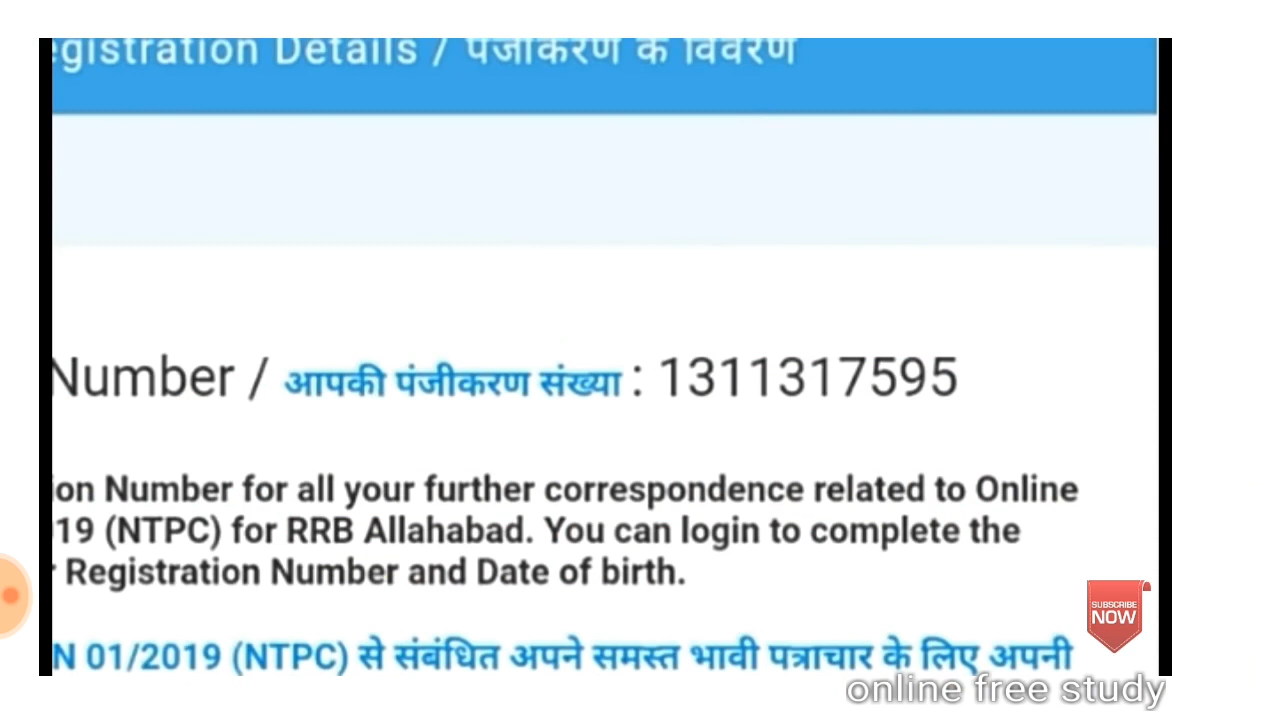 egistration Details / पंजीकरण के विवरण
Number / आपकी पंजीकरण संख्या : 1311317595
ion Number for all your further correspondence related to Online
19 (NTPC) for RRB Allahabad. You can login to complete the
Registration Number and Date of birth.
SUBSCRIBE
NOW
N 01/2019 (NTPC) से संबंधित अपने समस्त भावी पत्राचार के लिए अपनी
online free study